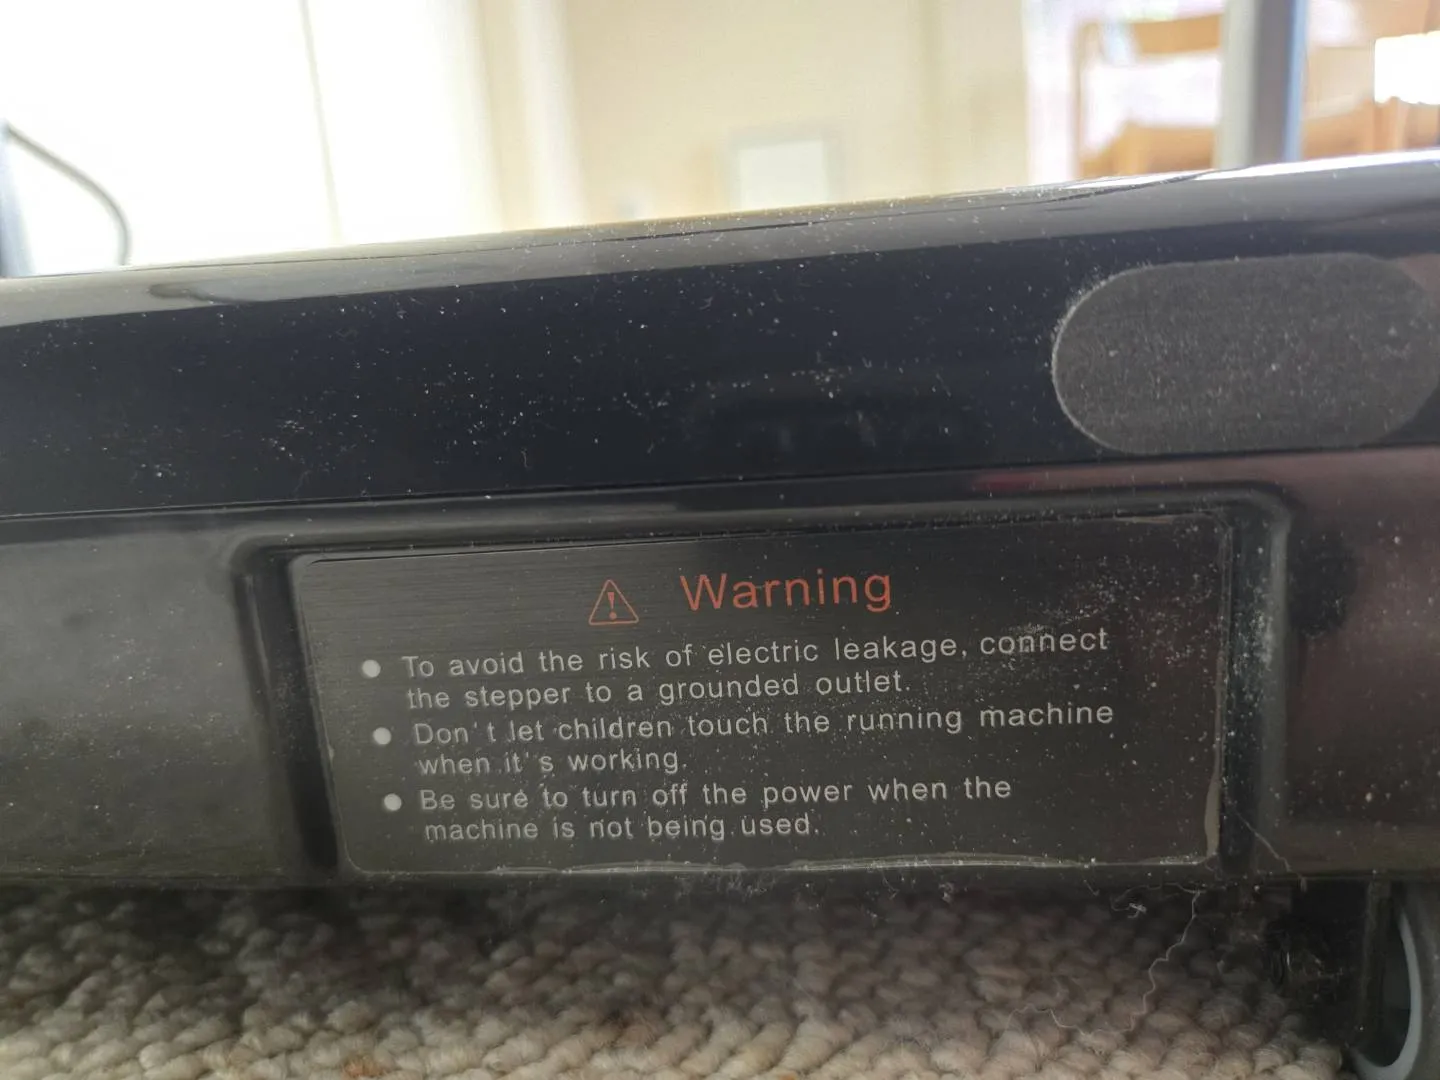 Warning
● To avoid the risk of electric leakage, connect
the stepper to a grounded outlet.
● Don't let children touch the running machine
when it's working.
● Be sure to turn off the power when the
machine is not being used.